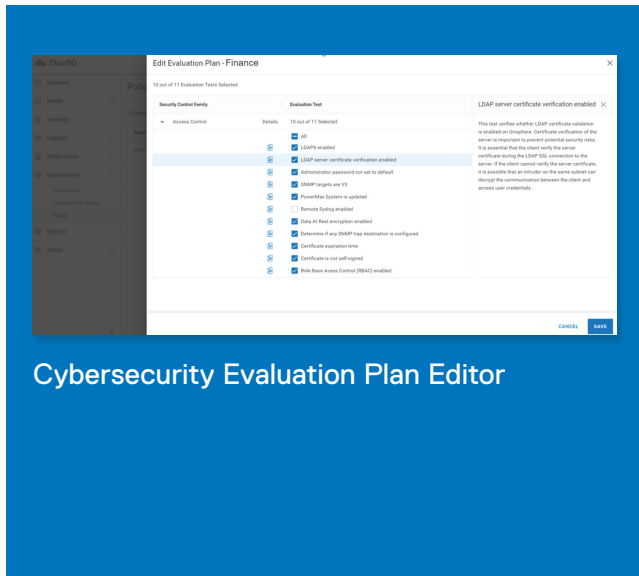 CloudIQ
Edit Evaluation Plan - Finance
Overview
Polic
10 out of 11 Evaluation Tests Selected
Health
Security Control Family
Evaluation Test
LDAP server certificate verification enabled
Inventory
Access Control
Details
10 out of 11 Selected
This test verifies whether LDAP certificate validation
is enabled on Unisphere. Certificate verification of the
server is important to prevent potential security risks.
It is essential that the client verify the server
certificate during the LDAP SSL connection to the
server. If the client cannot verify the server certificate,
it is possible that an intruder on the same subnet can
decrypt the communication between the client and
access user credentials.
Capacity
All
LDAPS enabled
Performance
LDAP server certificate verification enabled
Cybersecurity
Administrator password not set to default
SNMP targets are V3
PowerMax System is updated
Policy
Remote Syslog enabled
Reports
Data At Rest encryption enabled
Determine if any SNMP trap destination is configured
Admin
Certificate expiration time
Certificate is not self-signed
Role Base Acess Control (RBAC) enabled
CANCEL
SAVE
Cybersecurity Evaluation Plan Editor